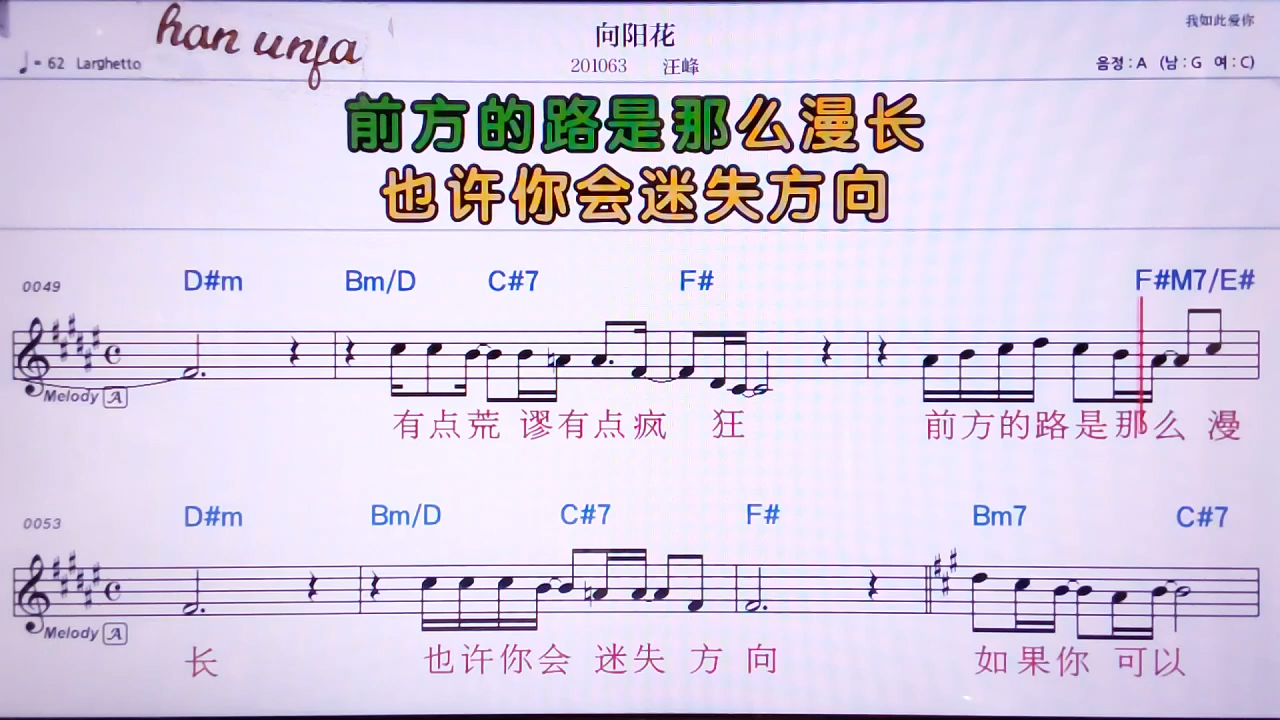 han unfa
向阳花
我如此爱你
♩= 62 Larghetto
201063 汪峰
음정 : A (남 : G 여 : C)
前方的路是那么漫长
也许你会迷失方向
0049 D#m Bm/D C#7 F# F#M7/E#
Melody A
有点荒 谬有点疯 狂 前方的路是那么 漫
0053 D#m Bm/D C#7 F# Bm7 C#7
Melody A
长 也许你会 迷失 方 向 如果你 可以